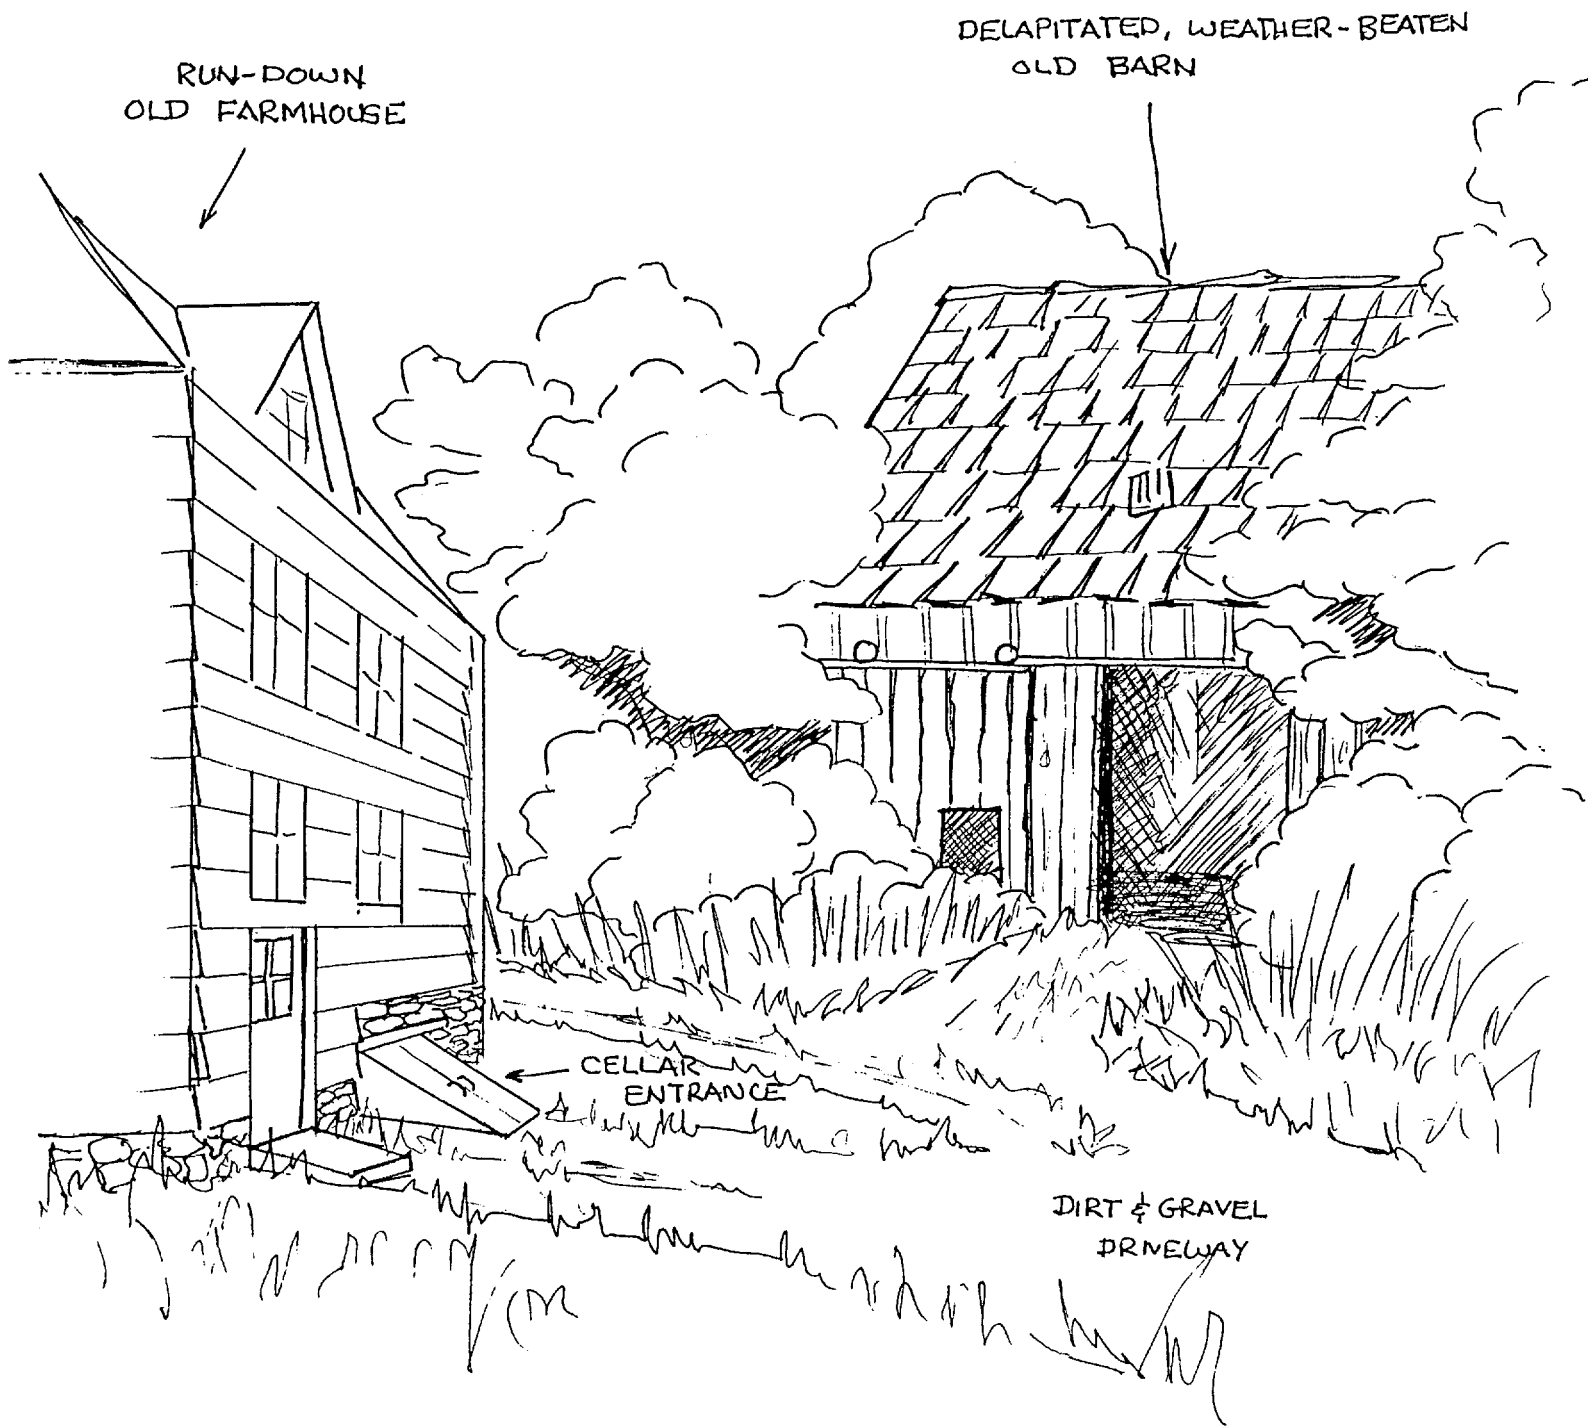 RUN-DOWN
OLD FARMHOUSE
DELAPITATED, WEATHER-BEATEN
OLD BARN
CELLAR
ENTRANCE
DIRT & GRAVEL
DRIVEWAY